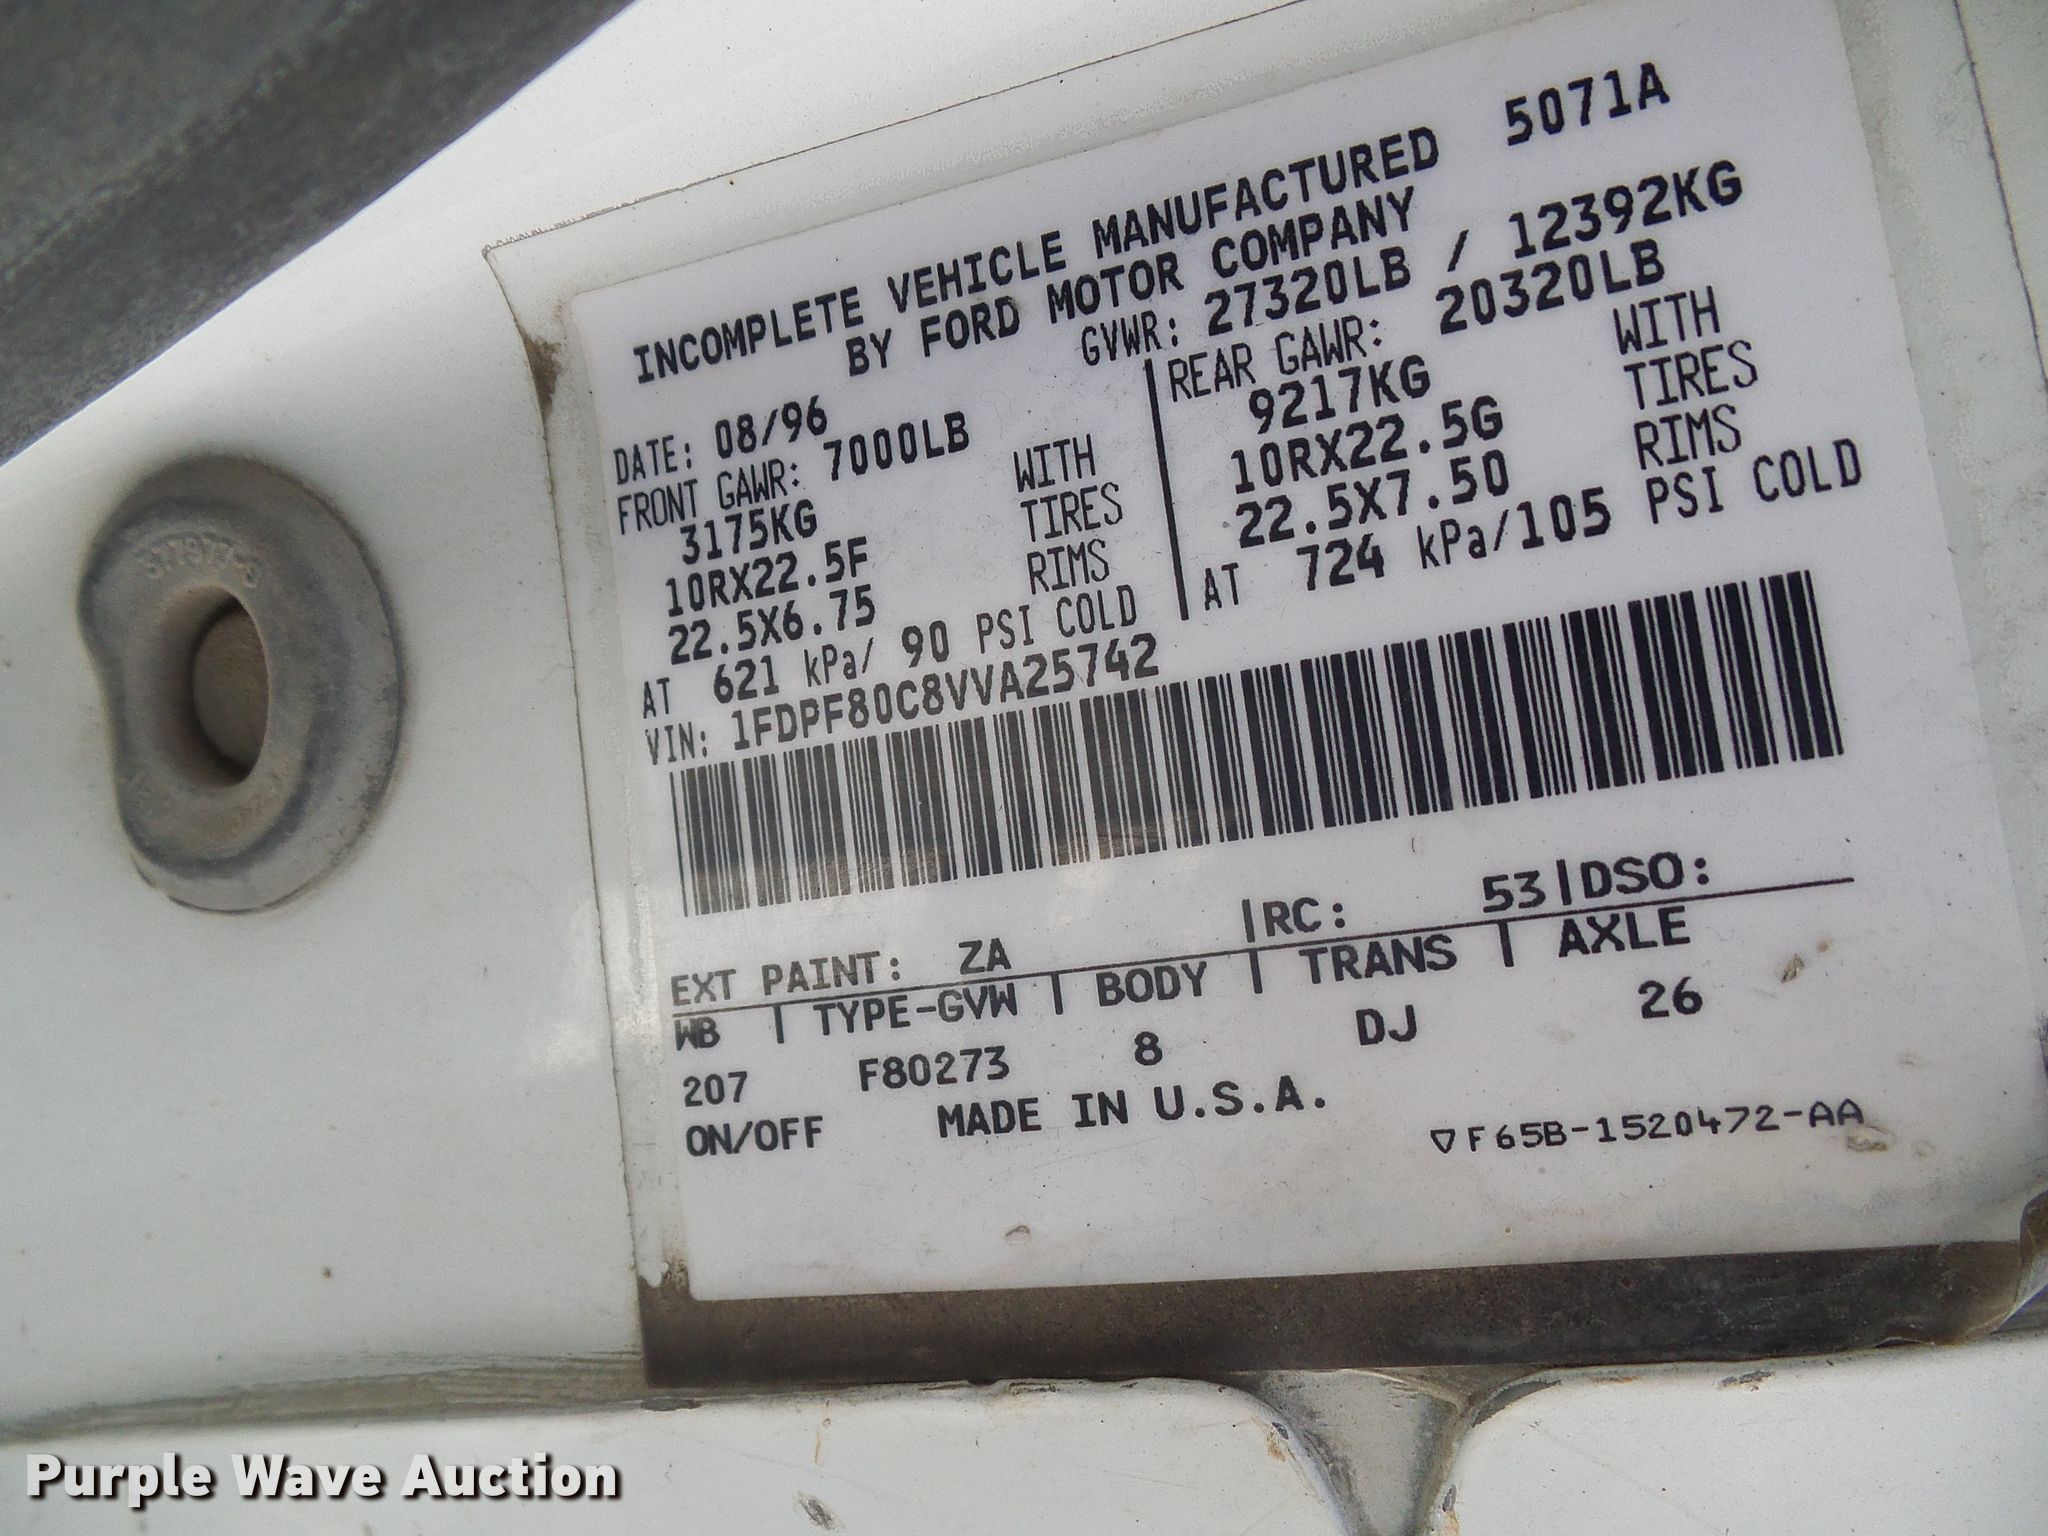 INCOMPLETE VEHICLE MANUFACTURED 5071A
BY FORD MOTOR COMPANY
GVWR: 27320LB / 12392KG
DATE: 08/96
FRONT GAWR: 7000LB
3175KG WITH
10RX22.5F TIRES
22.5X6.75 RIMS
AT 621 kPa/ 90 PSI COLD
REAR GAWR: 20320LB
9217KG WITH
10RX22.5G TIRES
22.5X7.50 RIMS
AT 724 kPa/105 PSI COLD
VIN: 1FDPF80C8VVA25742
EXT PAINT: ZA |RC: 53|DSO:
WB | TYPE-GVW | BODY | TRANS | AXLE
207 F80273 8 DJ 26
ON/OFF MADE IN U.S.A.
▽F65B-1520472-AA
Purple Wave Auction